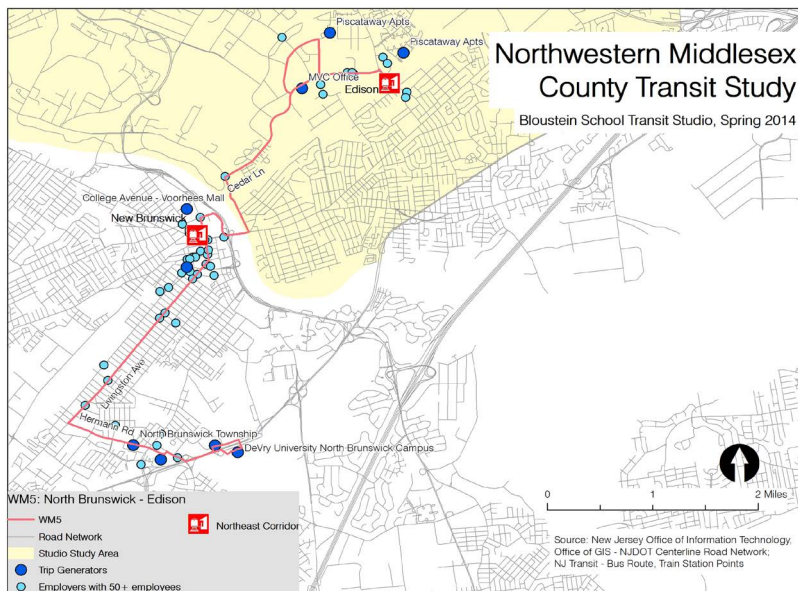 Piscataway Apts
Piscataway Apts
Northwestern Middlesex
County Transit Study
Bloustein School Transit Studio, Spring 2014
MVC Office
Edison
Cedar Ln
College Avenue - Voorhees Mall
New Brunswick
Livingston Ave
Hermann Rd
North Brunswick Township
DeVry University North Brunswick Campus
WM5: North Brunswick - Edison
WM5
Road Network
Studio Study Area
Trip Generators
Employers with 50+ employees
Northeast Corridor
0 1 2 Miles
Source: New Jersey Office of Information Technology,
Office of GIS - NJDOT Centerline Road Network;
NJ Transit - Bus Route, Train Station Points